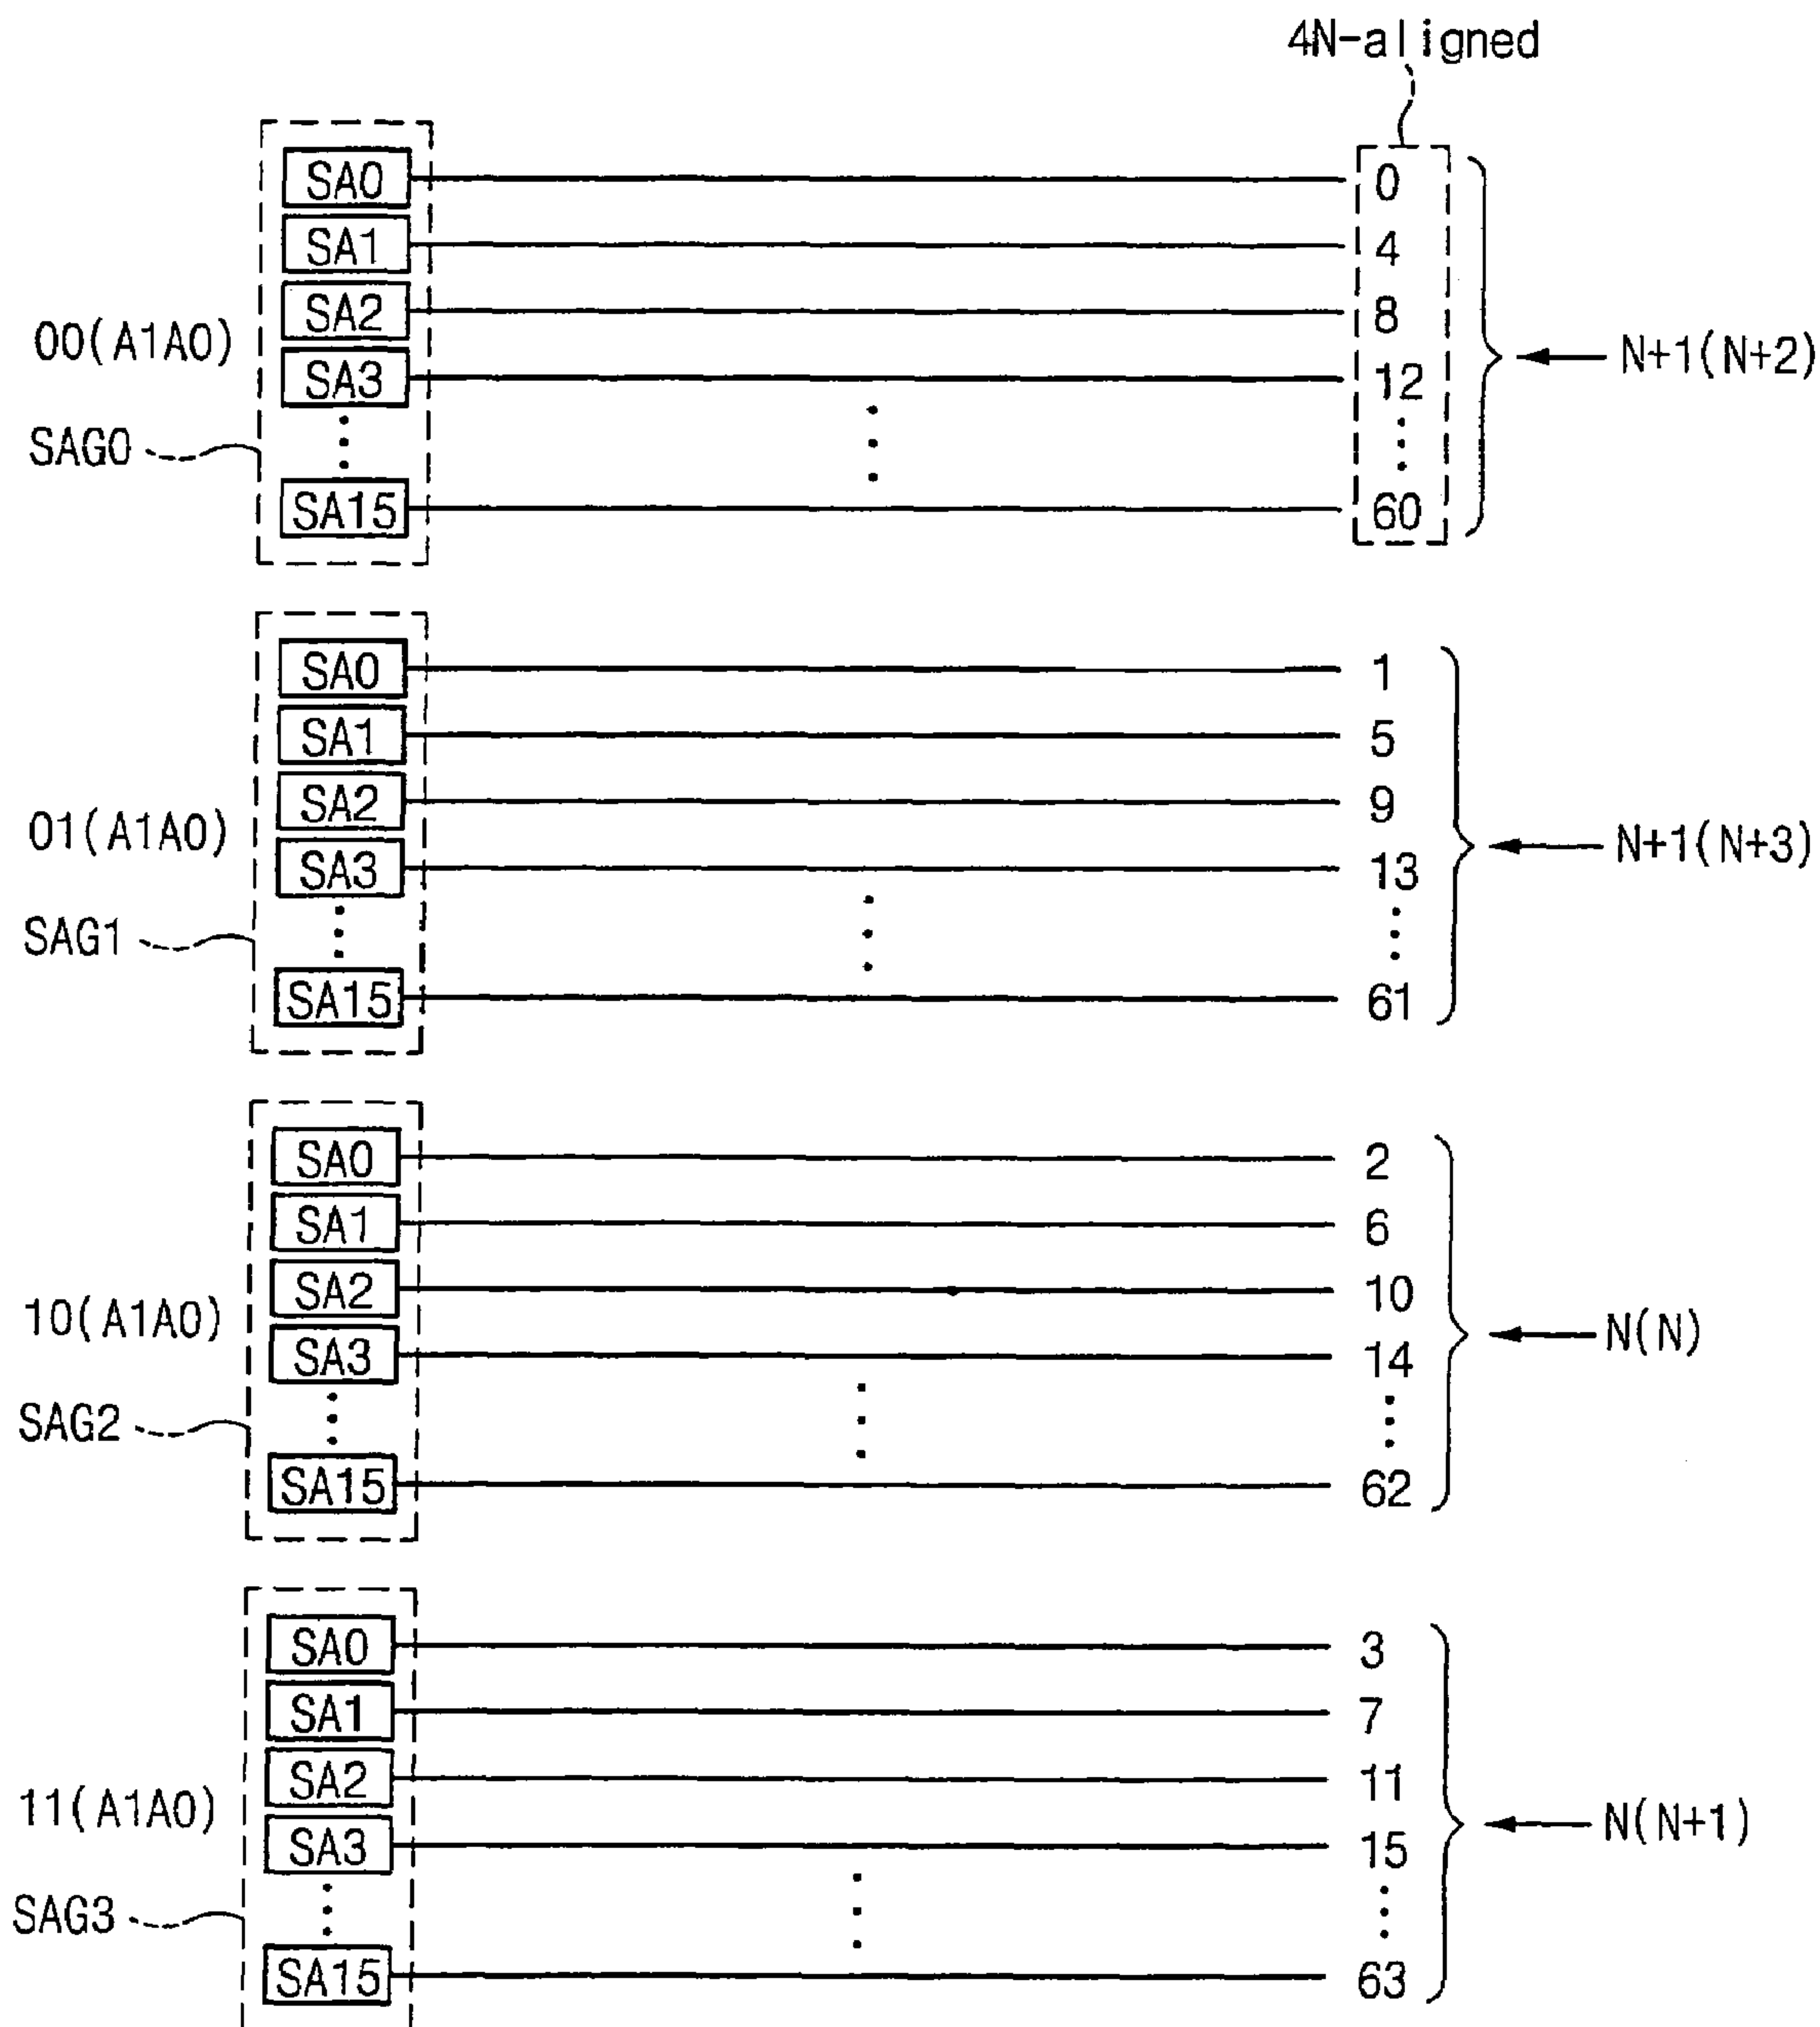 4N-aligned
SA0 0
SA1 4
SA2 8
00(A1A0)
N+1(N+2)
SA3 12
SAG0
SA15 60
SA0 1
SA1 5
SA2 9
01(A1A0)
N+1(N+3)
SA3 13
SAG1
SA15 61
SA0 2
SA1 6
SA2 10
10(A1A0)
N(N)
SA3 14
SAG2
SA15 62
SA0 3
SA1 7
SA2 11
11(A1A0)
N(N+1)
SA3 15
SAG3
SA15 63